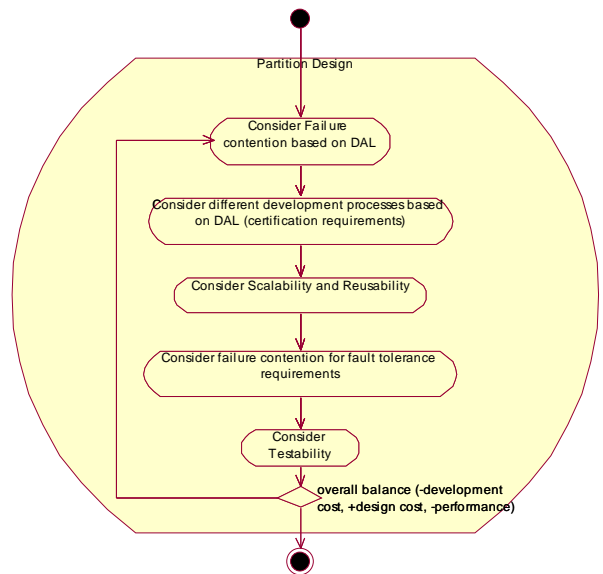 Partition Design
Consider Failure
contention based on DAL
Consider different development processes based
on DAL (certification requirements)
Consider Scalability and Reusability
Consider failure contention for fault tolerance
requirements
Consider
Testability
overall balance (-development
cost, +design cost, -performance)